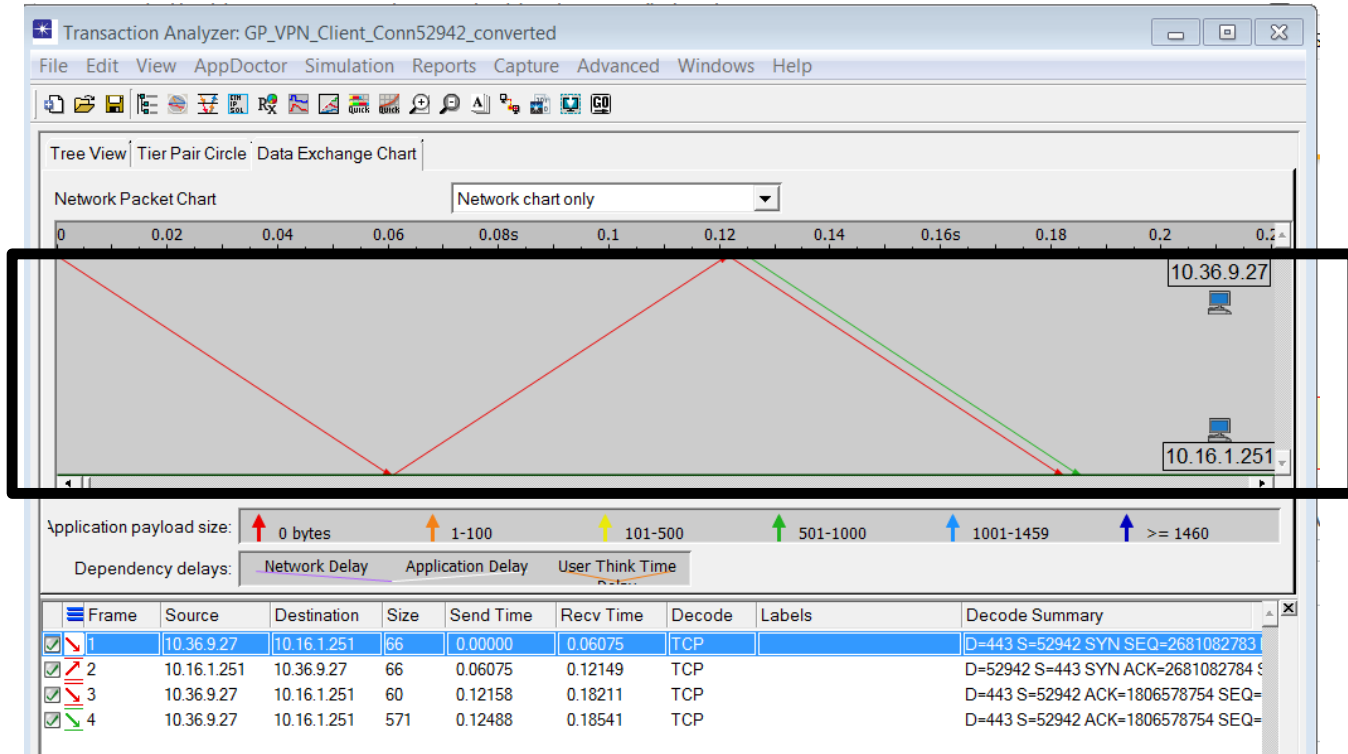 Transaction Analyzer: GP_VPN_Client_Conn52942_converted
File Edit View AppDoctor Simulation Reports Capture Advanced Windows Help
Tree View Tier Pair Circle Data Exchange Chart
Network Packet Chart Network chart only
0 0.02 0.04 0.06 0.08s 0.1 0.12 0.14 0.16s 0.18 0.2
10.36.9.27
10.16.1.251
Application payload size: 0 bytes 1-100 101-500 501-1000 1001-1459 >= 1460
Dependency delays: Network Delay Application Delay User Think Time
Frame Source Destination Size Send Time Recv Time Decode Labels Decode Summary
1 10.36.9.27 10.16.1.251 66 0.00000 0.06075 TCP D=443 S=52942 SYN SEQ=2681082783
2 10.16.1.251 10.36.9.27 66 0.06075 0.12149 TCP D=52942 S=443 SYN ACK=2681082784 S
3 10.36.9.27 10.16.1.251 60 0.12158 0.18211 TCP D=443 S=52942 ACK=1806578754 SEQ=
4 10.36.9.27 10.16.1.251 571 0.12488 0.18541 TCP D=443 S=52942 ACK=1806578754 SEQ=